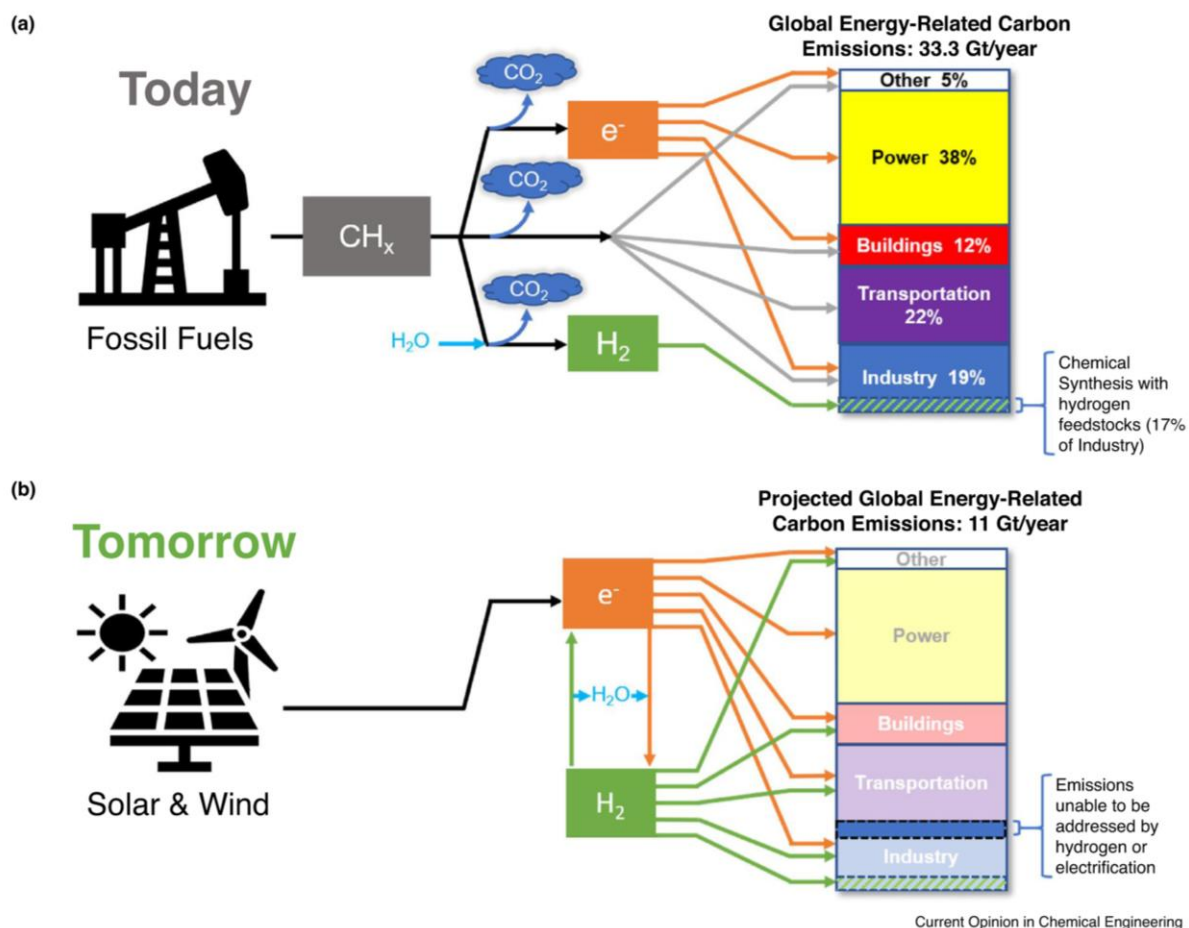 (a)
Global Energy-Related Carbon
Emissions: 33.3 Gt/year
Today
CO2
Other 5%
e-
Power 38%
CO2
CHx
Buildings 12%
CO2
Transportation
22%
Fossil Fuels
H2O
H2
Industry 19%
Chemical
Synthesis with
hydrogen
feedstocks (17%
of Industry)
(b)
Projected Global Energy-Related
Carbon Emissions: 11 Gt/year
Tomorrow
Other
e-
Power
H2O
Buildings
Transportation
Solar & Wind
H2
Emissions
unable to be
addressed by
hydrogen or
electrification
Industry
Current Opinion in Chemical Engineering